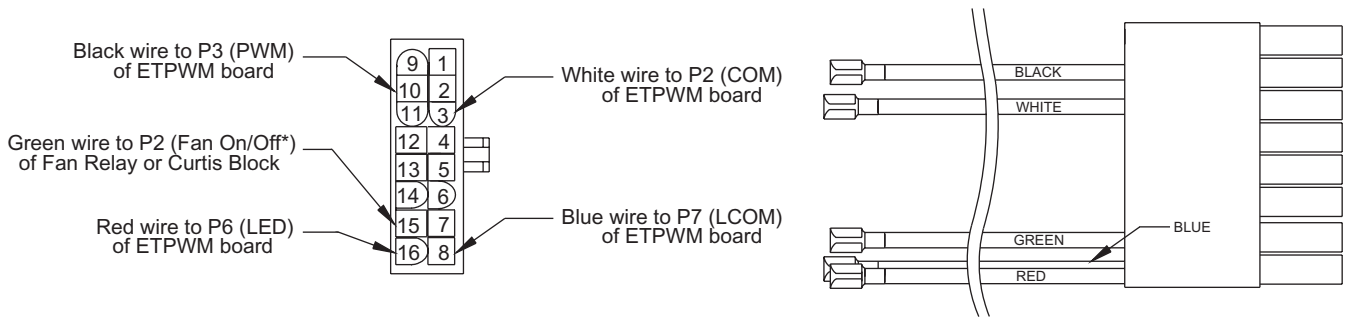 Black wire to P3 (PWM)
of ETPWM board
Green wire to P2 (Fan On/Off*)
of Fan Relay or Curtis Block
Red wire to P6 (LED)
of ETPWM board
9 1
10 2
11 3
12 4
13 5
14 6
15 7
16 8
White wire to P2 (COM)
of ETPWM board
Blue wire to P7 (LCOM)
of ETPWM board
BLACK
WHITE
GREEN
BLUE
RED